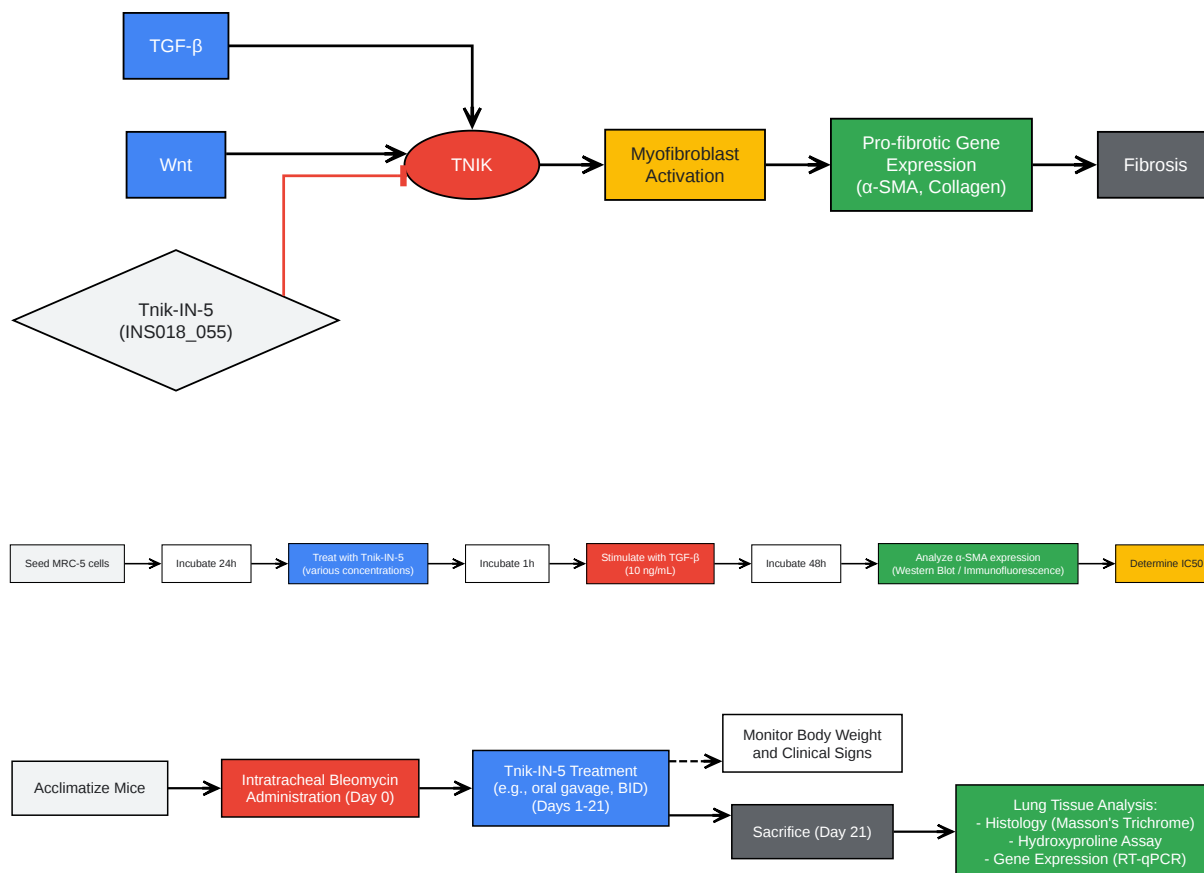 TGF-β
Wnt
TNIK
Myofibroblast
Activation
Pro-fibrotic Gene
Expression
(α-SMA, Collagen)
Fibrosis
Tnik-IN-5
(INS018_055)
Seed MRC-5 cells
Incubate 24h
Treat with Tnik-IN-5
(various concentrations)
Incubate 1h
Stimulate with TGF-β
(10 ng/mL)
Incubate 48h
Analyze α-SMA expression
(Western Blot / Immunofluorescence)
Determine IC50
Acclimatize Mice
Intratracheal Bleomycin
Administration (Day 0)
Tnik-IN-5 Treatment
(e.g., oral gavage, BID)
(Days 1-21)
Monitor Body Weight
and Clinical Signs
Sacrifice (Day 21)
Lung Tissue Analysis:
- Histology (Masson's Trichrome)
- Hydroxyproline Assay
- Gene Expression (RT-qPCR)